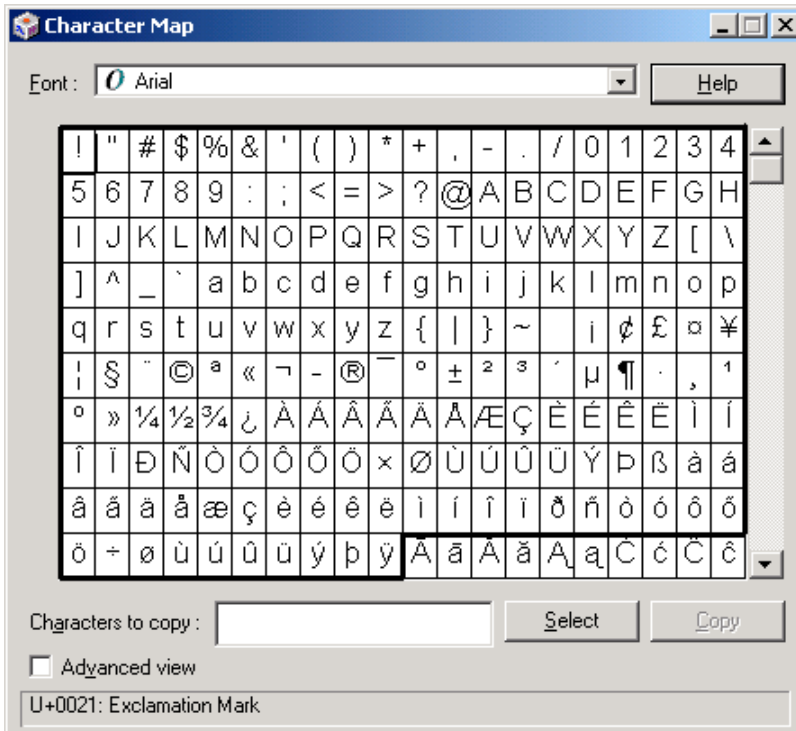 Character Map
Font : O Arial Help
! " # $ % & ' ( ) * + , - . / 0 1 2 3 4
5 6 7 8 9 : ; < = > ? @ A B C D E F G H
I J K L M N O P Q R S T U V W X Y Z [ \
] ^ _ ` a b c d e f g h i j k l m n o p
q r s t u v w x y z { | } ~ ¡ ¢ £ ¤ ¥
¦ § ¨ © ª « ¬ - ® ¯ ° ± ² ³ ´ µ ¶ · ¸ ¹
º » ¼ ½ ¾ ¿ À Á Â Ã Ä Å Æ Ç È É Ê Ë Ì Í
Î Ï Ð Ñ Ò Ó Ô Õ Ö × Ø Ù Ú Û Ü Ý Þ ß à á
â ã ä å æ ç è é ê ë ì í î ï ð ñ ò ó ô õ
ö ÷ ø ù ú û ü ý þ ÿ Ā ā Ă ă Ą ą Ć ć Ĉ ĉ
Characters to copy : Select Copy
Advanced view
U+0021: Exclamation Mark